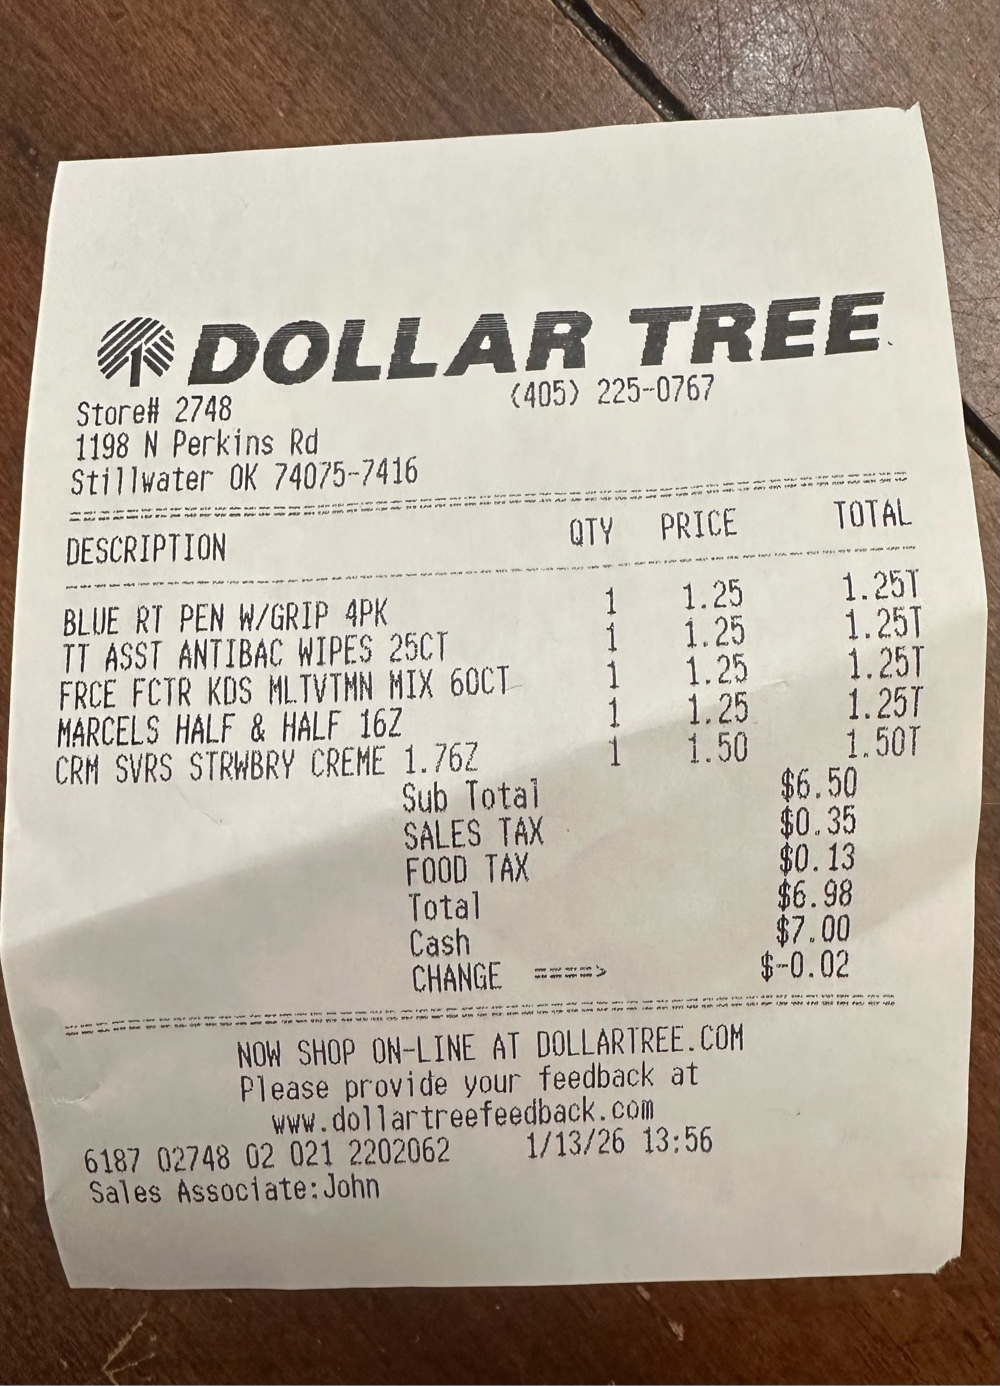 DOLLAR TREE
Store# 2748 (405) 225-0767
1198 N Perkins Rd
Stillwater OK 74075-7416
DESCRIPTION QTY PRICE TOTAL
BLUE RT PEN W/GRIP 4PK 1 1.25 1.25T
TT ASST ANTIBAC WIPES 25CT 1 1.25 1.25T
FRCE FCTR KDS MLTVTMN MIX 60CT 1 1.25 1.25T
MARCELS HALF & HALF 16Z 1 1.25 1.25T
CRM SVRS STRWBRY CREME 1.76Z 1 1.50 1.50T
Sub Total $6.50
SALES TAX $0.35
FOOD TAX $0.13
Total $6.98
Cash $7.00
CHANGE ====> $-0.02
NOW SHOP ON-LINE AT DOLLARTREE.COM
Please provide your feedback at
www.dollartreefeedback.com
6187 02748 02 021 2202062 1/13/26 13:56
Sales Associate:John